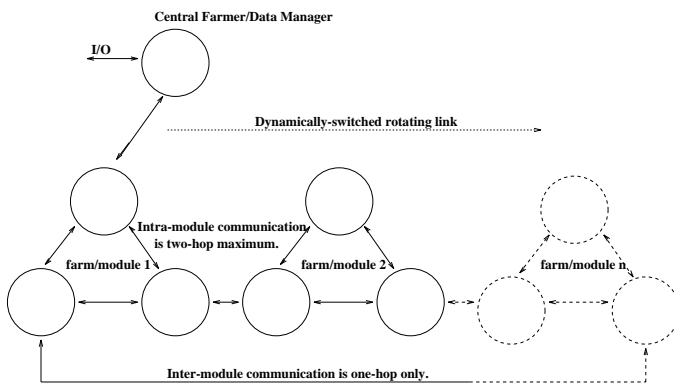 Central Farmer/Data Manager
I/O
Dynamically-switched rotating link
Intra-module communication
is two-hop maximum.
farm/module 1
farm/module 2
farm/module n
Inter-module communication is one-hop only.